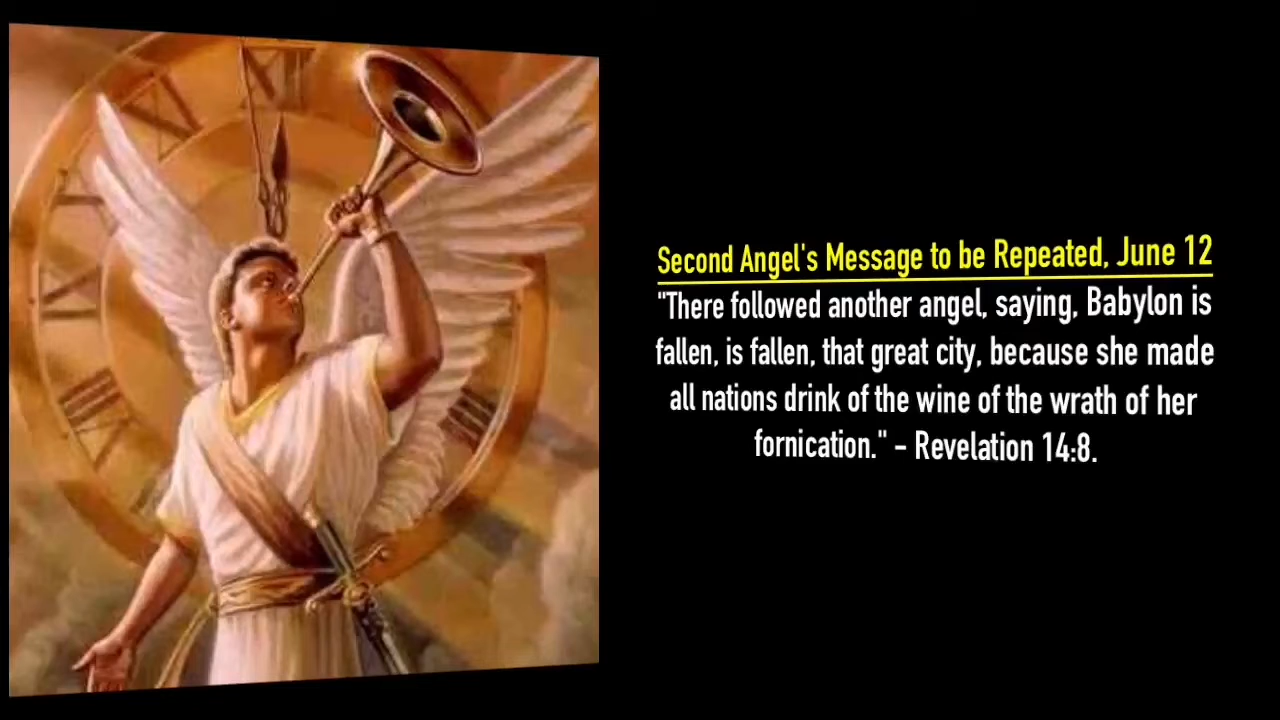 Second Angel's Message to be Repeated, June 12
"There followed another angel, saying, Babylon is
fallen, is fallen, that great city, because she made
all nations drink of the wine of the wrath of her
fornication." – Revelation 14:8.